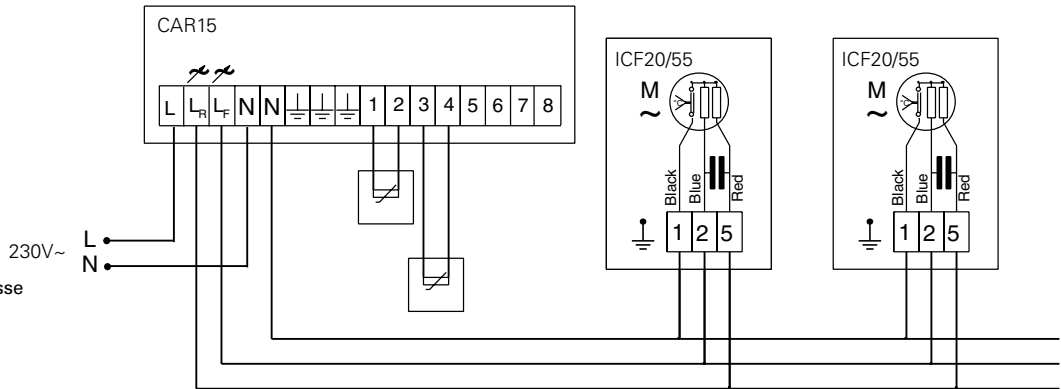 CAR15
L LR LF N N 1 2 3 4 5 6 7 8
230V~ L
N
sse
ICF20/55
M
~
Black Blue Red
1 2 5
ICF20/55
M
~
Black Blue Red
1 2 5